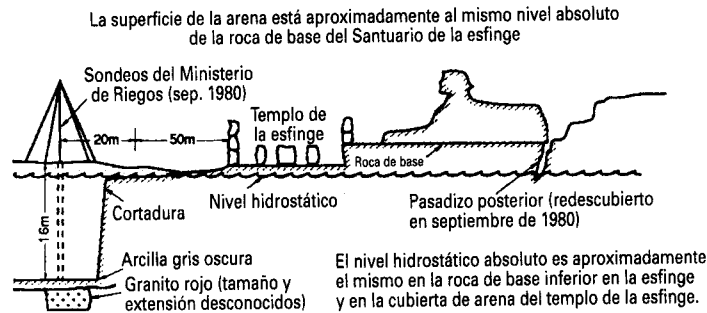 La superficie de la arena está aproximadamente al mismo nivel absoluto
de la roca de base del Santuario de la esfinge
Sondeos del Ministerio
de Riegos (sep. 1980)
20m
50m
Templo de
la esfinge
Roca de base
Nivel hidrostático
Cortadura
Pasadizo posterior (redescubierto
en septiembre de 1980)
16m
Arcilla gris oscura
Granito rojo (tamaño y
extensión desconocidos)
El nivel hidrostático absoluto es aproximadamente
el mismo en la roca de base inferior en la esfinge
y en la cubierta de arena del templo de la esfinge.